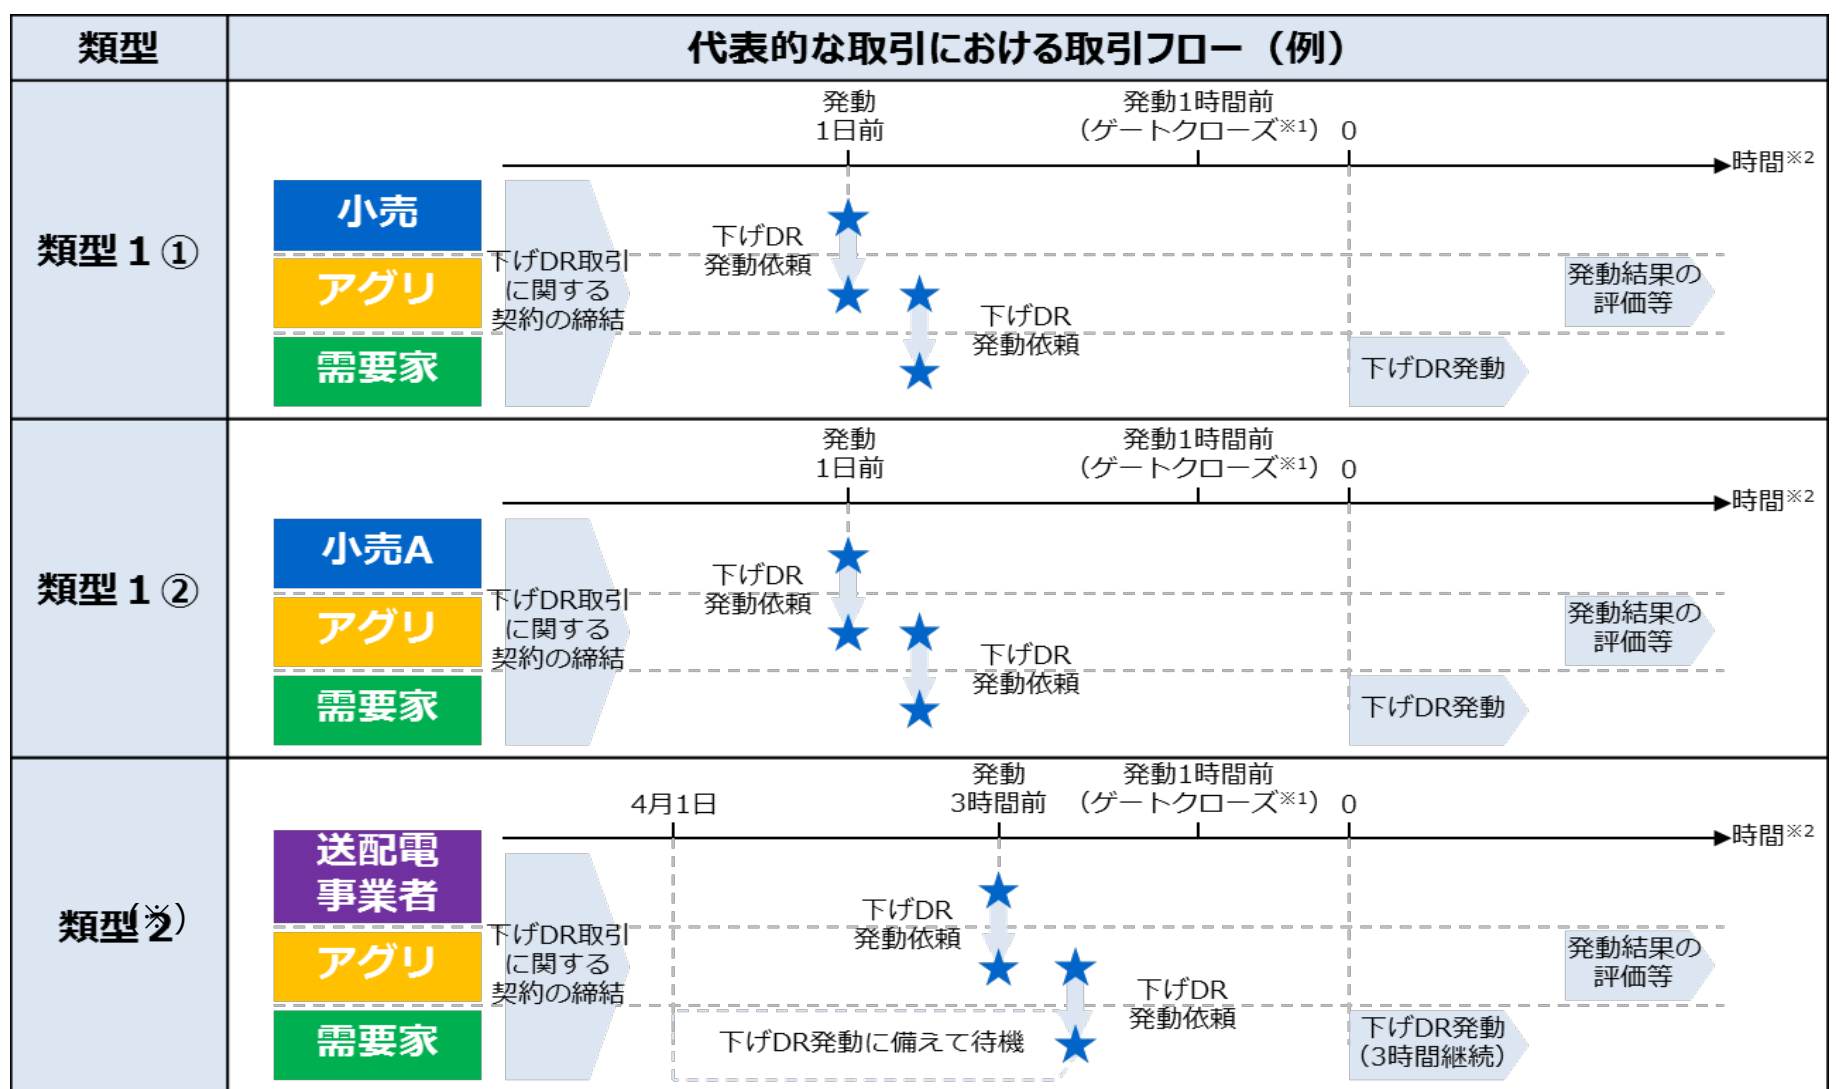 類型
代表的な取引における取引フロー（例）
類型１①
発動
1日前
発動1時間前
（ゲートクローズ※1）
0
時間※2
小売
アグリ
需要家
下げDR取引
に関する
契約の締結
下げDR
発動依頼
下げDR
発動依頼
下げDR発動
発動結果の
評価等
類型１②
発動
1日前
発動1時間前
（ゲートクローズ※1）
0
時間※2
小売A
アグリ
需要家
下げDR取引
に関する
契約の締結
下げDR
発動依頼
下げDR
発動依頼
下げDR発動
発動結果の
評価等
類型2（※）
4月1日
発動
3時間前
発動1時間前
（ゲートクローズ※1）
0
時間※2
送配電
事業者
アグリ
需要家
下げDR取引
に関する
契約の締結
下げDR
発動依頼
下げDR
発動依頼
下げDR発動に備えて待機
下げDR発動
（3時間継続）
発動結果の
評価等